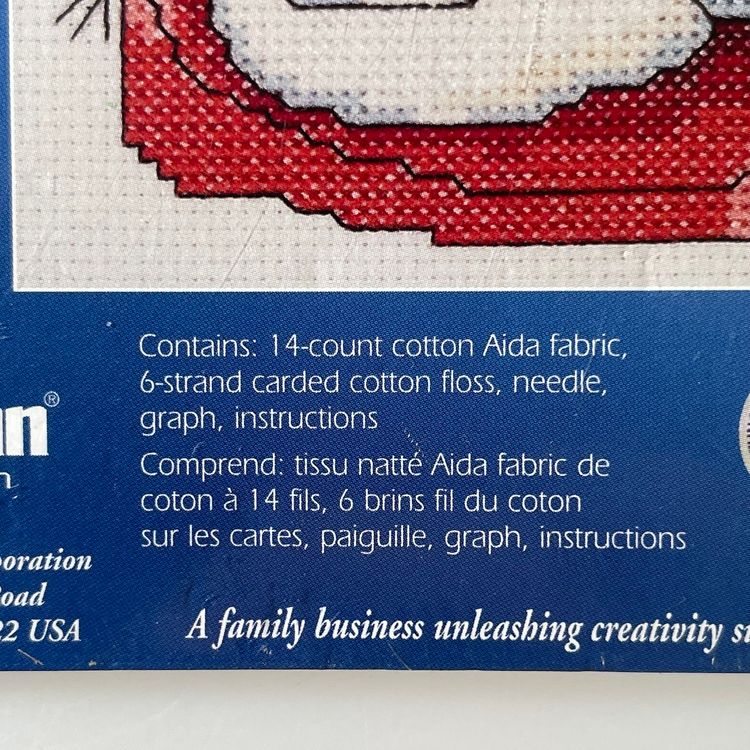 Contains: 14-count cotton Aida fabric,
6-strand carded cotton floss, needle,
graph, instructions
Comprend: tissu natté Aida fabric de
coton à 14 fils, 6 brins fil du coton
sur les cartes, paiguille, graph, instructions
®
22 USA
A family business unleashing creativity